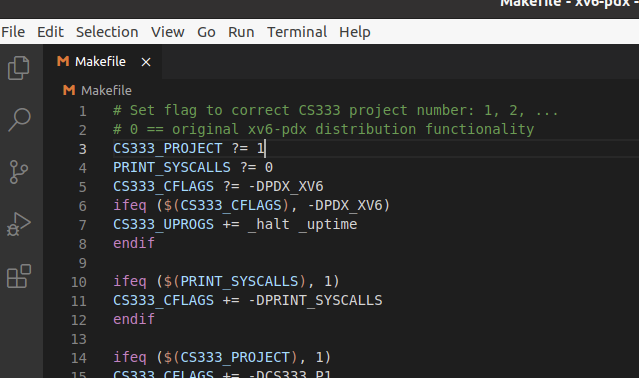 Makefile - xv6-pdx -
File Edit Selection View Go Run Terminal Help
M Makefile ×
M Makefile
1 # Set flag to correct CS333 project number: 1, 2, ...
2 # 0 == original xv6-pdx distribution functionality
3 CS333_PROJECT ?= 1
4 PRINT_SYSCALLS ?= 0
5 CS333_CFLAGS ?= -DPDX_XV6
6 ifeq ($(CS333_CFLAGS), -DPDX_XV6)
7 CS333_UPROGS += _halt _uptime
8 endif
9
10 ifeq ($(PRINT_SYSCALLS), 1)
11 CS333_CFLAGS += -DPRINT_SYSCALLS
12 endif
13
14 ifeq ($(CS333_PROJECT), 1)
15 CS333_CFLAGS += -DCS333_P1